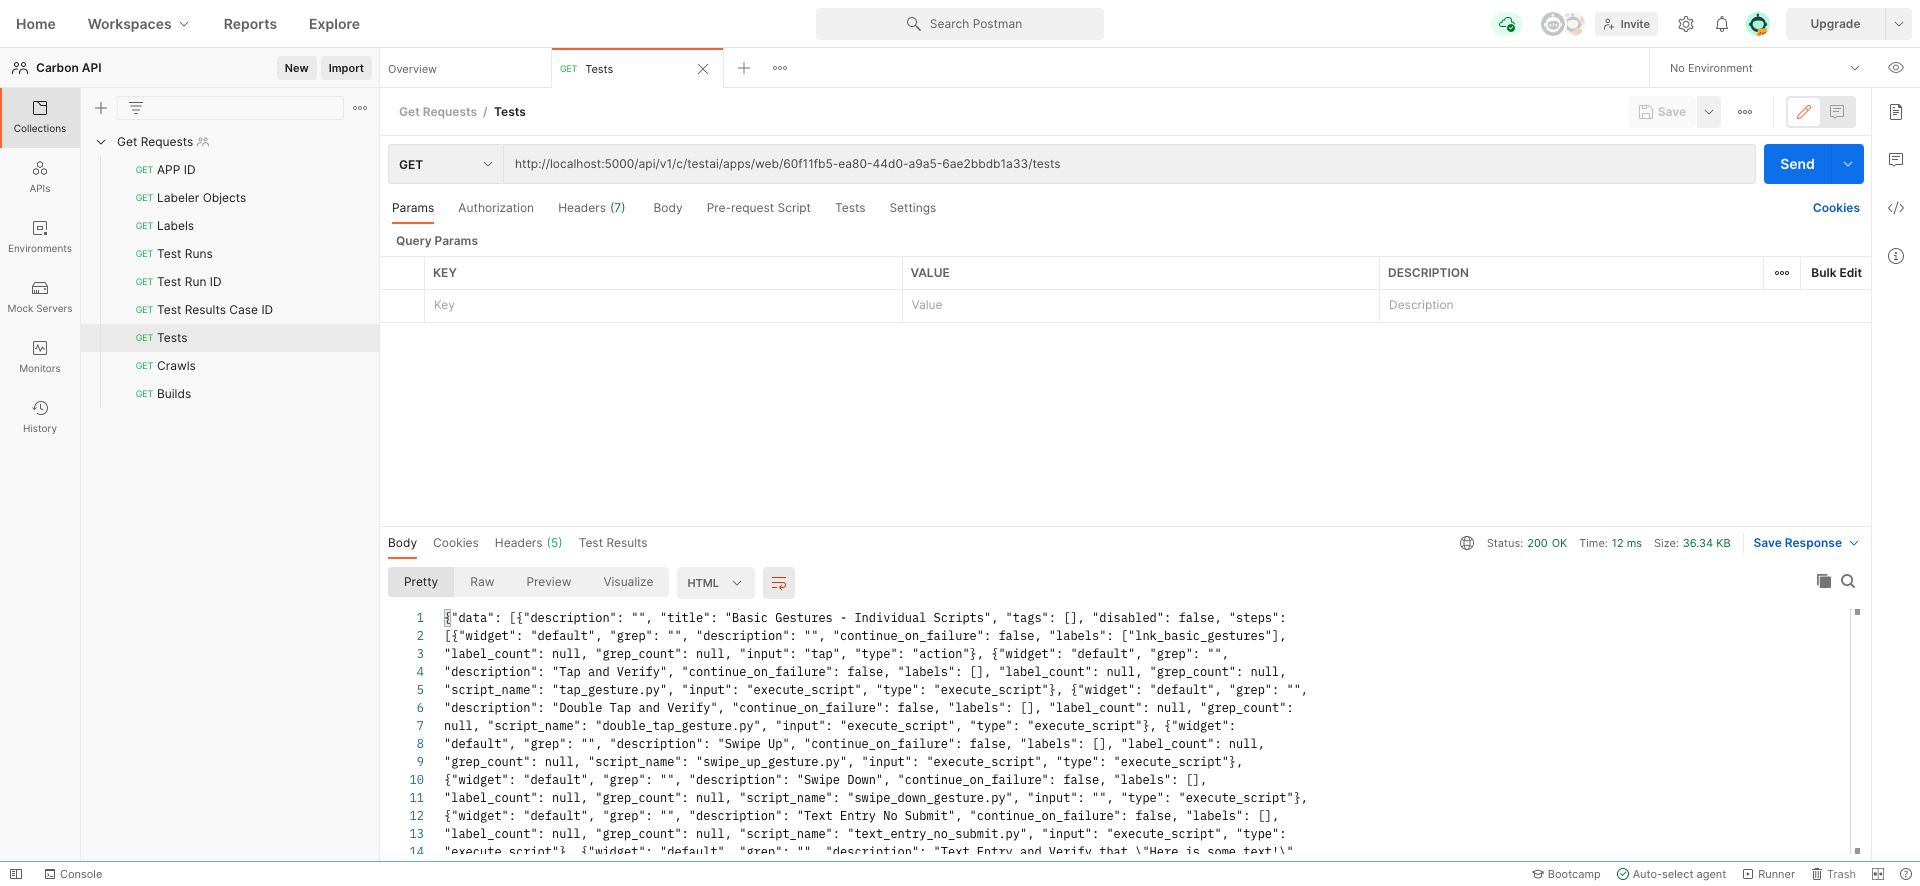 Home
Workspaces
Reports
Explore
Search Postman
Invite
Upgrade
Carbon API
New
Import
Overview
GET Tests
No Environment
Collections
APIs
Environments
Mock Servers
Monitors
History
Get Requests
GET APP ID
GET Labeler Objects
GET Labels
GET Test Runs
GET Test Run ID
GET Test Results Case ID
GET Tests
GET Crawls
GET Builds
Get Requests / Tests
Save
GET
http://localhost:5000/api/v1/c/testai/apps/web/60f11fb5-ea80-44d0-a9a5-6ae2bbdb1a33/tests
Send
Params
Authorization
Headers (7)
Body
Pre-request Script
Tests
Settings
Cookies
Query Params
KEY
VALUE
DESCRIPTION
Bulk Edit
Key
Value
Description
Body
Cookies
Headers (5)
Test Results
Status: 200 OK
Time: 12 ms
Size: 36.34 KB
Save Response
Pretty
Raw
Preview
Visualize
HTML
1 {"data": [{"description": "", "title": "Basic Gestures - Individual Scripts", "tags": [], "disabled": false, "steps":
2 [{"widget": "default", "grep": "", "description": "", "continue_on_failure": false, "labels": ["lnk_basic_gestures"],
3 "label_count": null, "grep_count": null, "input": "tap", "type": "action"}, {"widget": "default", "grep": "",
4 "description": "Tap and Verify", "continue_on_failure": false, "labels": [], "label_count": null, "grep_count": null,
5 "script_name": "tap_gesture.py", "input": "execute_script", "type": "execute_script"}, {"widget": "default", "grep": "",
6 "description": "Double Tap and Verify", "continue_on_failure": false, "labels": [], "label_count": null, "grep_count":
7 null, "script_name": "double_tap_gesture.py", "input": "execute_script", "type": "execute_script"}, {"widget":
8 "default", "grep": "", "description": "Swipe Up", "continue_on_failure": false, "labels": [], "label_count": null,
9 "grep_count": null, "script_name": "swipe_up_gesture.py", "input": "execute_script", "type": "execute_script"},
10 {"widget": "default", "grep": "", "description": "Swipe Down", "continue_on_failure": false, "labels": [],
11 "label_count": null, "grep_count": null, "script_name": "swipe_down_gesture.py", "input": "", "type": "execute_script"},
12 {"widget": "default", "grep": "", "description": "Text Entry No Submit", "continue_on_failure": false, "labels": [],
13 "label_count": null, "grep_count": null, "script_name": "text_entry_no_submit.py", "input": "execute_script", "type":
14 "execute_script"}, {"widget": "default", "grep": "", "description": "Text Entry and Verify that \"Here is some text!\"
Console
Bootcamp
Auto-select agent
Runner
Trash